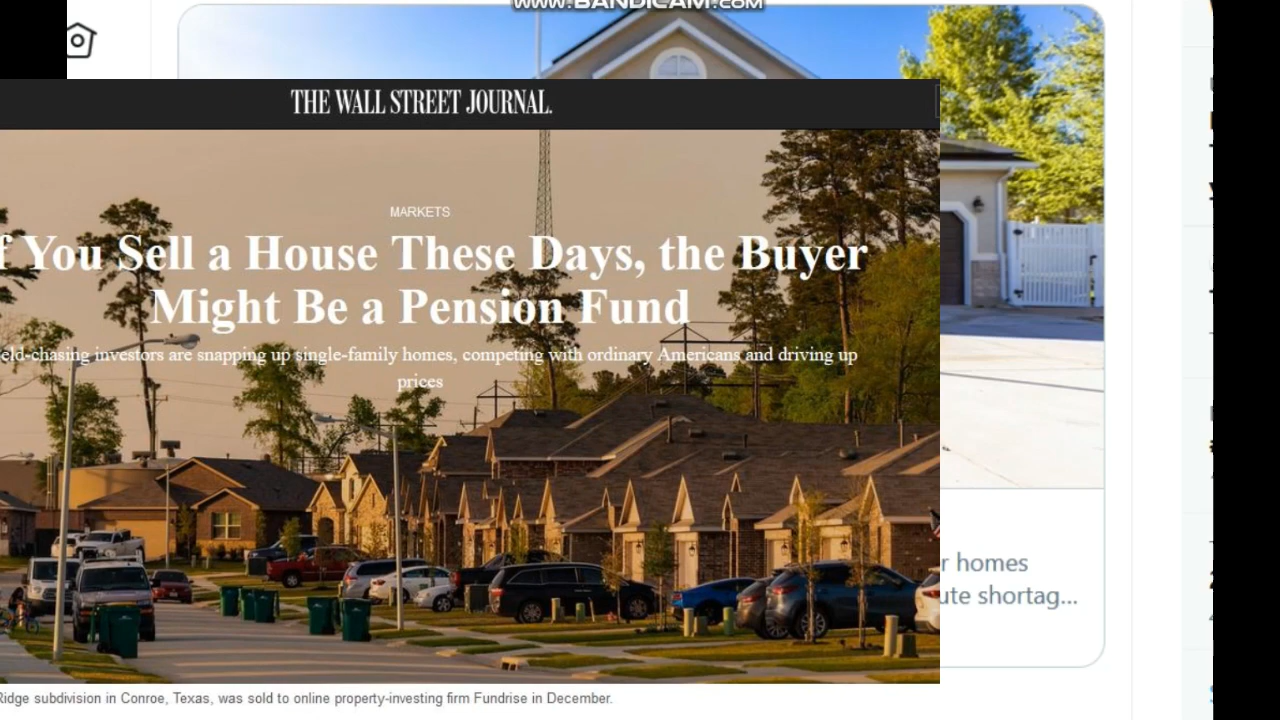 www.BANDICAM.com
THE WALL STREET JOURNAL.
MARKETS
f You Sell a House These Days, the Buyer
Might Be a Pension Fund
eld-chasing investors are snapping up single-family homes, competing with ordinary Americans and driving up
prices
r homes
ute shortag...
Ridge subdivision in Conroe, Texas, was sold to online property-investing firm Fundrise in December.